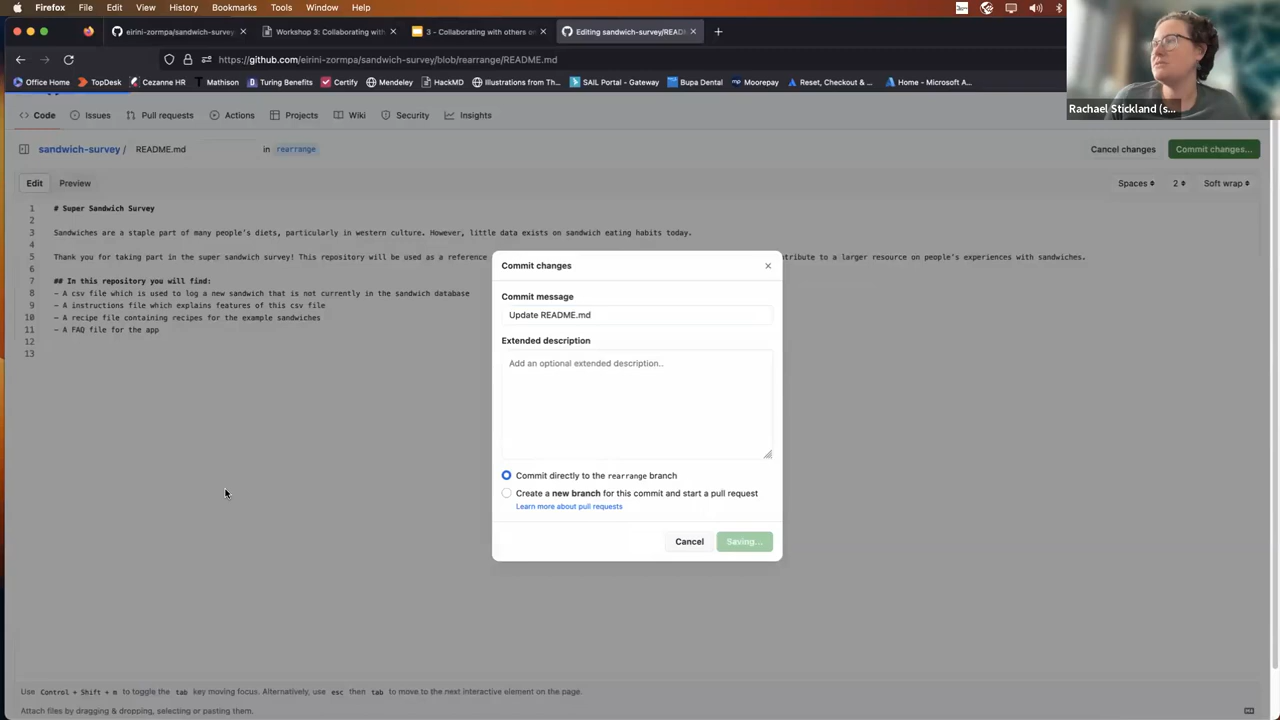 Firefox File Edit View History Bookmarks Tools Window Help
eirini-zormpa/sandwich-survey Workshop 3: Collaborating with 3 - Collaborating with others on Editing sandwich-survey/READ
https://github.com/eirini-zormpa/sandwich-survey/blob/rearrange/README.md
Office Home TopDesk Cezanne HR Mathison Turing Benefits Certify Mendeley HackMD Illustrations from Th... SAIL Portal - Gateway Bupa Dental Moorepay Reset, Checkout & ... Home - Microsoft A...
Rachael Stickland (s...
Code Issues Pull requests Actions Projects Wiki Security Insights
sandwich-survey / README.md in rearrange Cancel changes Commit changes...
Edit Preview Spaces 2 Soft wrap
1 # Super Sandwich Survey
2
3 Sandwiches are a staple part of many people's diets, particularly in western culture. However, little data exists on sandwich eating habits today.
4
5 Thank you for taking part in the super sandwich survey! This repository will be used as a reference tribute to a larger resource on people's experiences with sandwiches.
6
7 ## In this repository you will find:
8 - A csv file which is used to log a new sandwich that is not currently in the sandwich database
9 - A instructions file which explains features of this csv file
10 - A recipe file containing recipes for the example sandwiches
11 - A FAQ file for the app
12
13
Commit changes
Commit message
Update README.md
Extended description
Add an optional extended description..
Commit directly to the rearrange branch
Create a new branch for this commit and start a pull request
Learn more about pull requests
Cancel Saving...
Use Control + Shift + m to toggle the tab key moving focus. Alternatively, use esc then tab to move to the next interactive element on the page.
Attach files by dragging & dropping, selecting or pasting them.